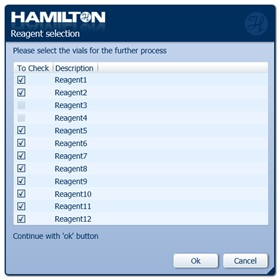 HAMILTON
Reagent selection
Please select the vials for the further process
To Check Description
Reagent1
Reagent2
Reagent3
Reagent4
Reagent5
Reagent6
Reagent7
Reagent8
Reagent9
Reagent10
Reagent11
Reagent12
Continue with 'ok' button
Ok Cancel